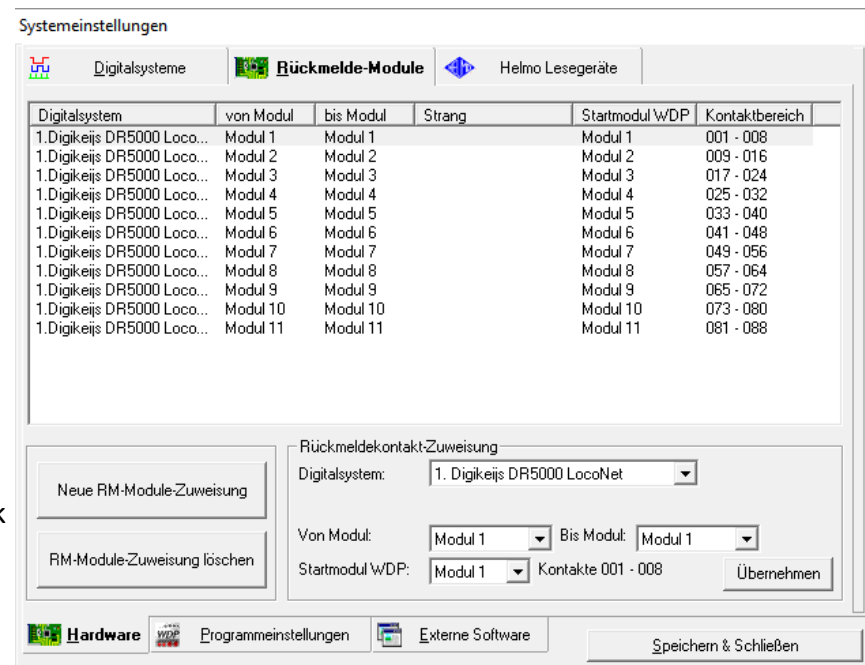 Systemeinstellungen
Digitalsysteme Rückmelde-Module Helmo Lesegeräte
Digitalsystem von Modul bis Modul Strang Startmodul WDP Kontaktbereich
1.Digikeijs DR5000 Loco... Modul 1 Modul 1 Modul 1 001 - 008
1.Digikeijs DR5000 Loco... Modul 2 Modul 2 Modul 2 009 - 016
1.Digikeijs DR5000 Loco... Modul 3 Modul 3 Modul 3 017 - 024
1.Digikeijs DR5000 Loco... Modul 4 Modul 4 Modul 4 025 - 032
1.Digikeijs DR5000 Loco... Modul 5 Modul 5 Modul 5 033 - 040
1.Digikeijs DR5000 Loco... Modul 6 Modul 6 Modul 6 041 - 048
1.Digikeijs DR5000 Loco... Modul 7 Modul 7 Modul 7 049 - 056
1.Digikeijs DR5000 Loco... Modul 8 Modul 8 Modul 8 057 - 064
1.Digikeijs DR5000 Loco... Modul 9 Modul 9 Modul 9 065 - 072
1.Digikeijs DR5000 Loco... Modul 10 Modul 10 Modul 10 073 - 080
1.Digikeijs DR5000 Loco... Modul 11 Modul 11 Modul 11 081 - 088
Rückmeldekontakt-Zuweisung
Digitalsystem: 1. Digikeijs DR5000 LocoNet
Neue RM-Module-Zuweisung
k
Von Modul: Modul 1 Bis Modul: Modul 1
RM-Module-Zuweisung löschen
Startmodul WDP: Modul 1 Kontakte 001 - 008 Übernehmen
Hardware WDP Programmeinstellungen Externe Software
Speichern & Schließen